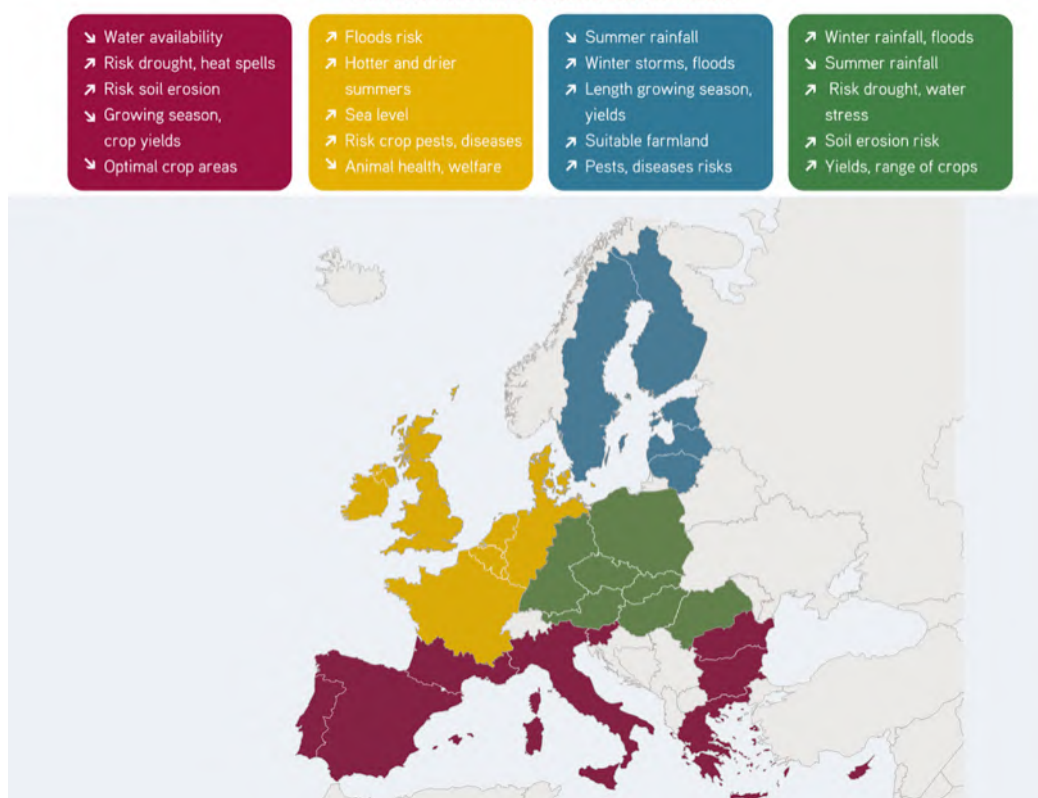 ↘ Water availability
↗ Risk drought, heat spells
↗ Risk soil erosion
↘ Growing season,
crop yields
↘ Optimal crop areas
↗ Floods risk
↗ Hotter and drier
summers
↗ Sea level
↗ Risk crop pests, diseases
↘ Animal health, welfare
↘ Summer rainfall
↗ Winter storms, floods
↗ Length growing season,
yields
↗ Suitable farmland
↗ Pests, diseases risks
↗ Winter rainfall, floods
↘ Summer rainfall
↗ Risk drought, water
stress
↗ Soil erosion risk
↗ Yields, range of crops